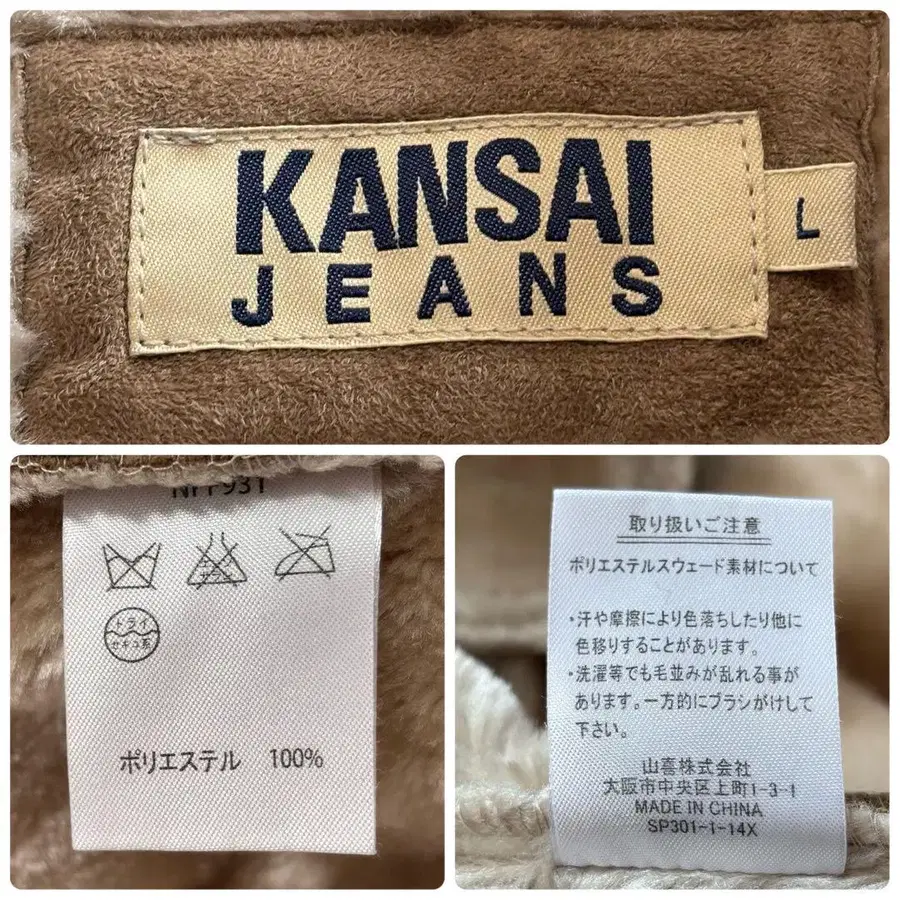 KANSAI
JEANS
L
ドライ
セキユ系
ポリエステル 100%
取り扱いご注意
ポリエステルスウェード素材について
・汗や摩擦により色落ちしたり他に
色移りすることがあります。
・洗濯等でも毛並みが乱れる事が
あります。一方的にブラシがけして
下さい。
山喜株式会社
大阪市中央区上町1-3-1
MADE IN CHINA
SP301-1-14X